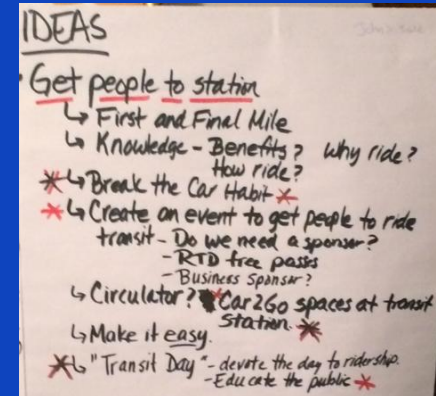 IDEAS
Get people to station
↳ First and Final Mile
↳ Knowledge - Benefits? Why ride?
How ride?
* ↳ Break the Car Habit *
* ↳ Create an event to get people to ride
transit - Do we need a sponsor?
- RTD free passes
- Business Sponsor?
↳ Circulator? * Car2Go spaces at transit
station. *
↳ Make it easy.
* ↳ "Transit Day" - devote the day to ridership.
- Educate the public *